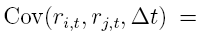 Cov(r_{i,t}, r_{j,t}, Δt) =